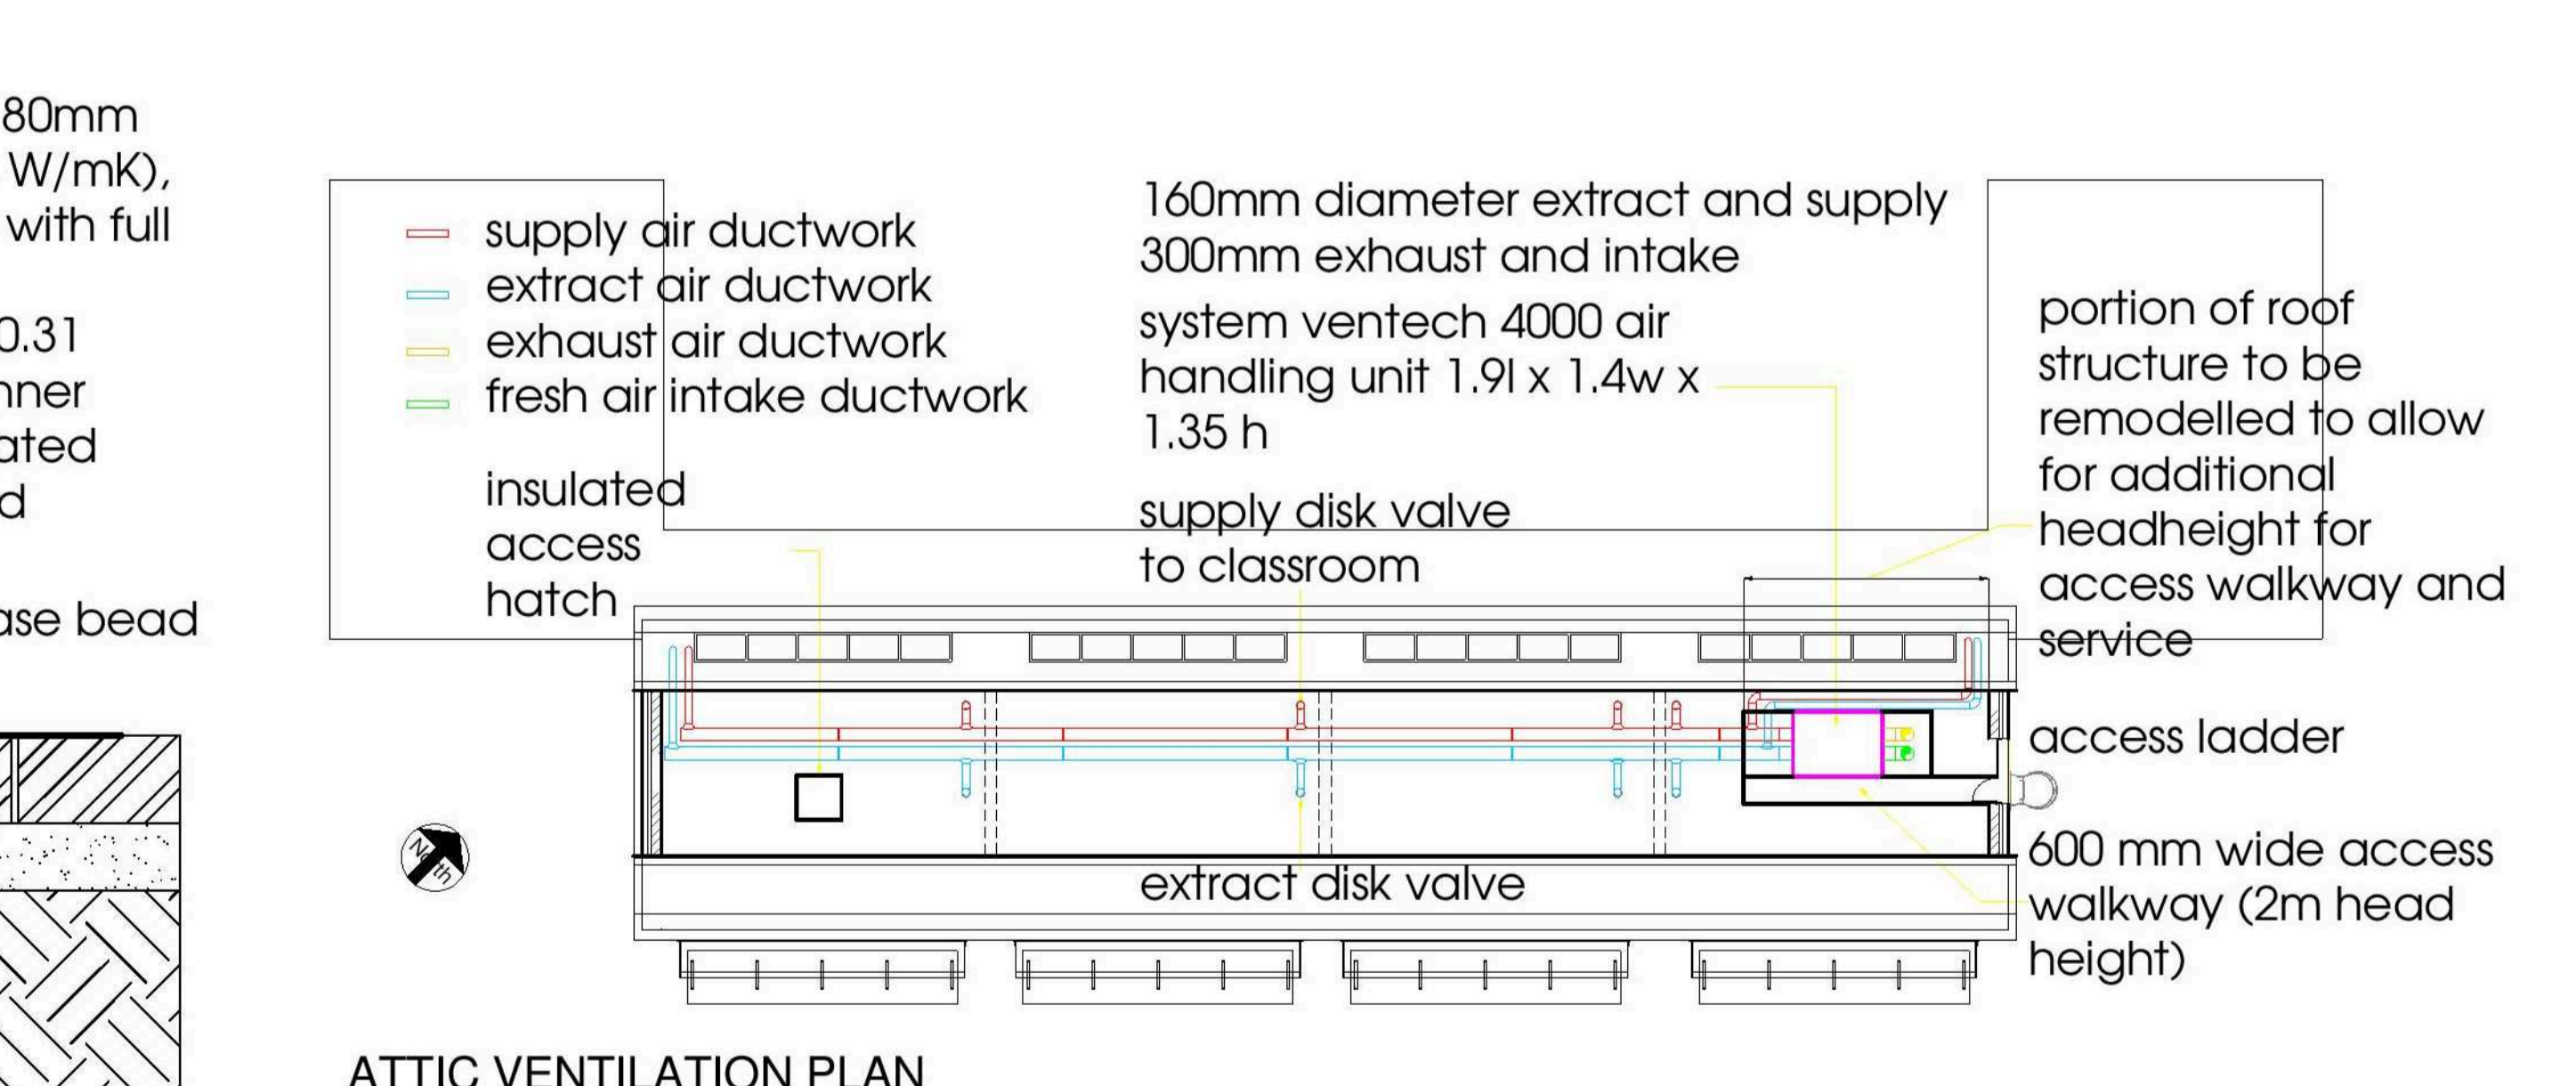 80mm
W/mK),
with full
0.31
nner
ated
d
ase bead
supply air ductwork
extract air ductwork
exhaust air ductwork
fresh air intake ductwork
insulated
access
hatch
160mm diameter extract and supply
300mm exhaust and intake
system ventech 4000 air
handling unit 1.9l x 1.4w x
1.35 h
supply disk valve
to classroom
portion of roof
structure to be
remodelled to allow
for additional
headheight for
access walkway and
service
access ladder
600 mm wide access
walkway (2m head
height)
extract disk valve
North
ATTIC VENTILATION PLAN